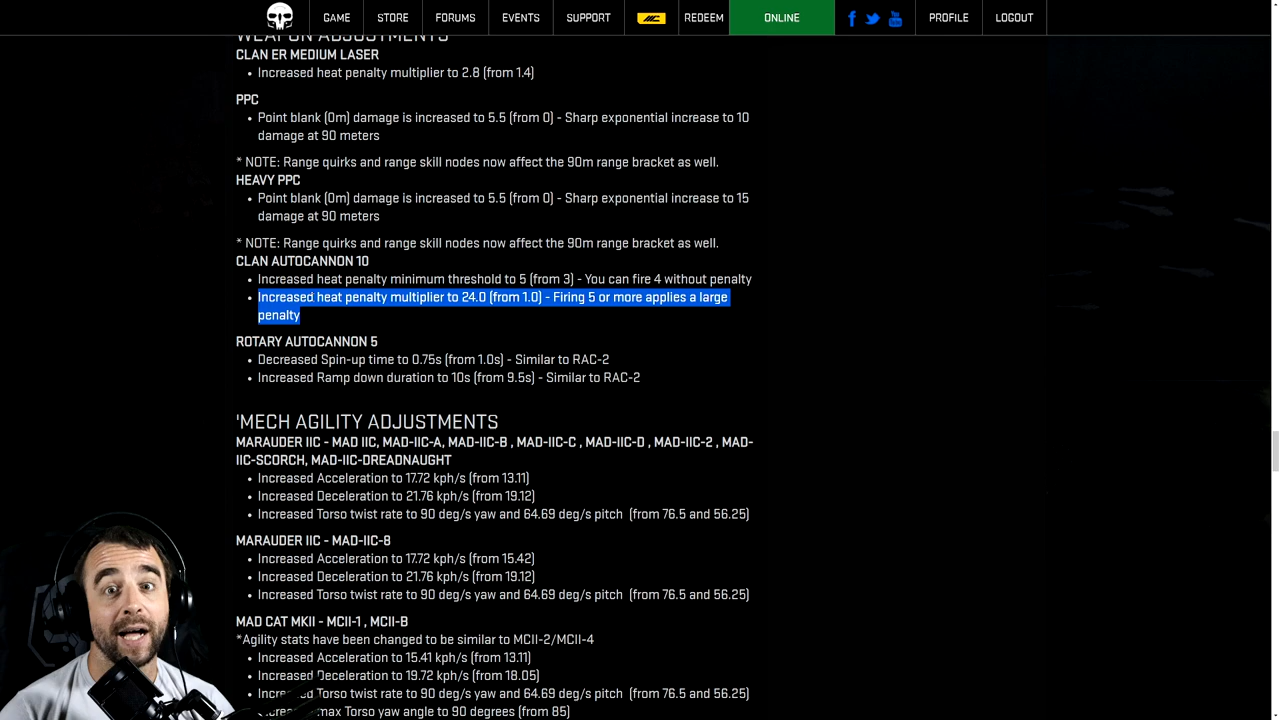 GAME STORE FORUMS EVENTS SUPPORT MC REDEEM ONLINE f You Tube PROFILE LOGOUT
WEAPON ADJUSTMENTS
CLAN ER MEDIUM LASER
• Increased heat penalty multiplier to 2.8 (from 1.4)
PPC
• Point blank (0m) damage is increased to 5.5 (from 0) - Sharp exponential increase to 10
damage at 90 meters
* NOTE: Range quirks and range skill nodes now affect the 90m range bracket as well.
HEAVY PPC
• Point blank (0m) damage is increased to 5.5 (from 0) - Sharp exponential increase to 15
damage at 90 meters
* NOTE: Range quirks and range skill nodes now affect the 90m range bracket as well.
CLAN AUTOCANNON 10
• Increased heat penalty minimum threshold to 5 (from 3) - You can fire 4 without penalty
• Increased heat penalty multiplier to 24.0 (from 1.0) - Firing 5 or more applies a large
penalty
ROTARY AUTOCANNON 5
• Decreased Spin-up time to 0.75s (from 1.0s) - Similar to RAC-2
• Increased Ramp down duration to 10s (from 9.5s) - Similar to RAC-2
'MECH AGILITY ADJUSTMENTS
MARAUDER IIC - MAD IIC, MAD-IIC-A, MAD-IIC-B , MAD-IIC-C , MAD-IIC-D , MAD-IIC-2 , MAD-
IIC-SCORCH, MAD-IIC-DREADNAUGHT
• Increased Acceleration to 17.72 kph/s (from 13.11)
• Increased Deceleration to 21.76 kph/s (from 19.12)
• Increased Torso twist rate to 90 deg/s yaw and 64.69 deg/s pitch (from 76.5 and 56.25)
MARAUDER IIC - MAD-IIC-8
• Increased Acceleration to 17.72 kph/s (from 15.42)
• Increased Deceleration to 21.76 kph/s (from 19.12)
• Increased Torso twist rate to 90 deg/s yaw and 64.69 deg/s pitch (from 76.5 and 56.25)
MAD CAT MKII - MCII-1 , MCII-B
*Agility stats have been changed to be similar to MCII-2/MCII-4
• Increased Acceleration to 15.41 kph/s (from 13.11)
• Increased Deceleration to 19.72 kph/s (from 18.05)
• Increased Torso twist rate to 90 deg/s yaw and 64.69 deg/s pitch (from 76.5 and 56.25)
max Torso yaw angle to 90 degrees (from 85)